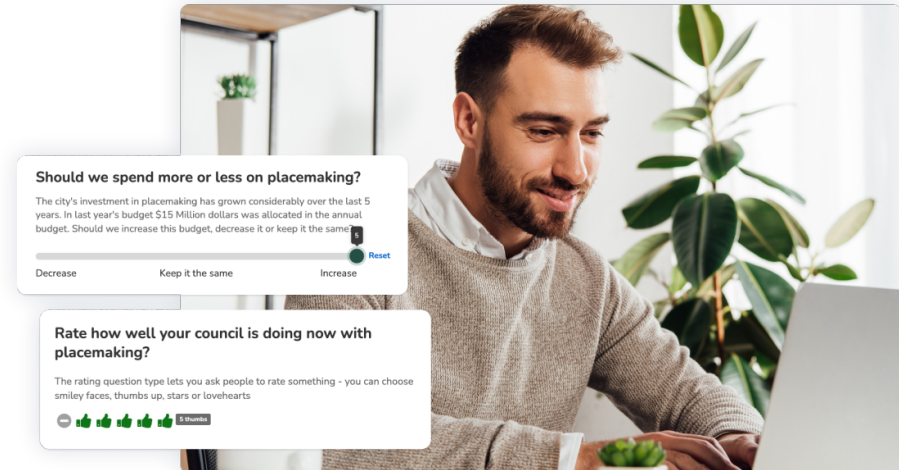 Should we spend more or less on placemaking?
The city's investment in placemaking has grown considerably over the last 5
years. In last year's budget $15 Million dollars was allocated in the annual
budget. Should we increase this budget, decrease it or keep it the same?
5
Reset
Decrease Keep it the same Increase
Rate how well your council is doing now with
placemaking?
The rating question type lets you ask people to rate something - you can choose
smiley faces, thumbs up, stars or lovehearts
5 thumbs